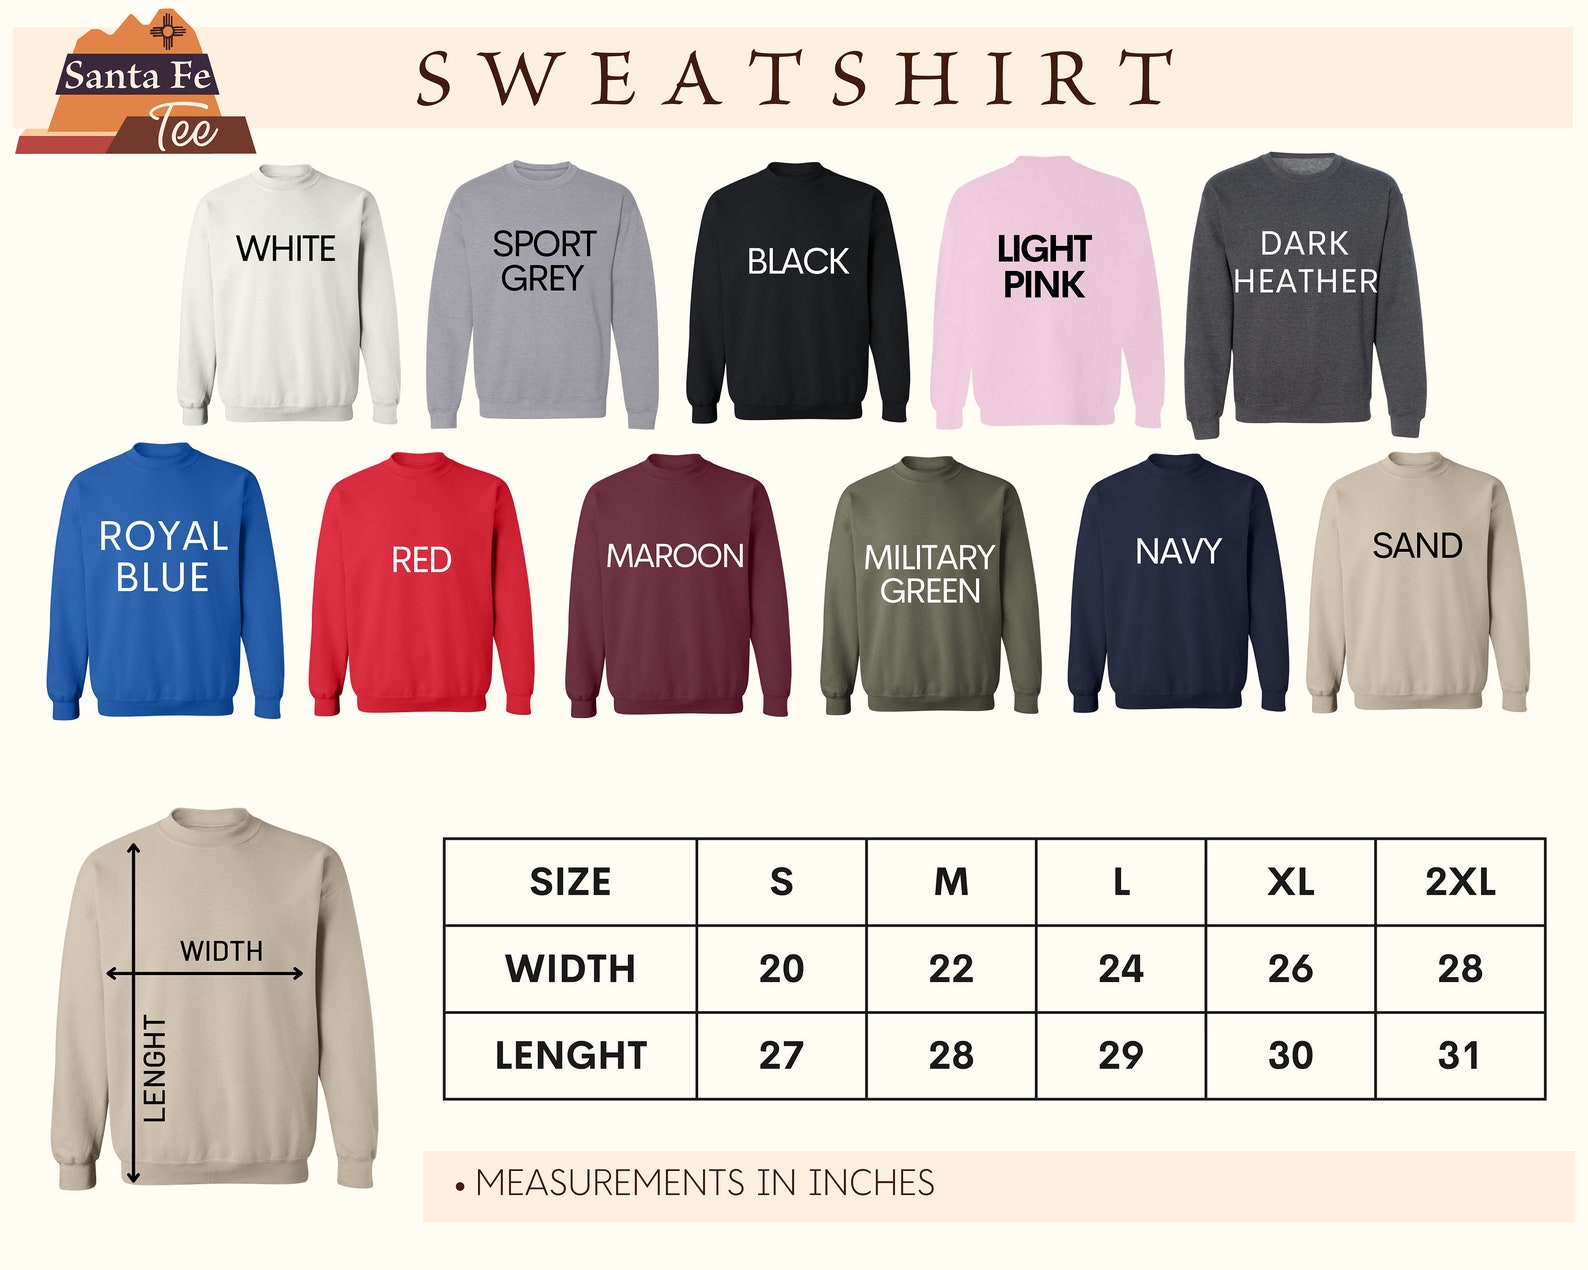 Santa Fe
Tee
SWEATSHIRT
WHITE
SPORT
GREY
BLACK
LIGHT
PINK
DARK
HEATHER
ROYAL
BLUE
RED
MAROON
MILITARY
GREEN
NAVY
SAND
WIDTH
LENGHT
SIZE S M L XL 2XL
WIDTH 20 22 24 26 28
LENGHT 27 28 29 30 31
• MEASUREMENTS IN INCHES